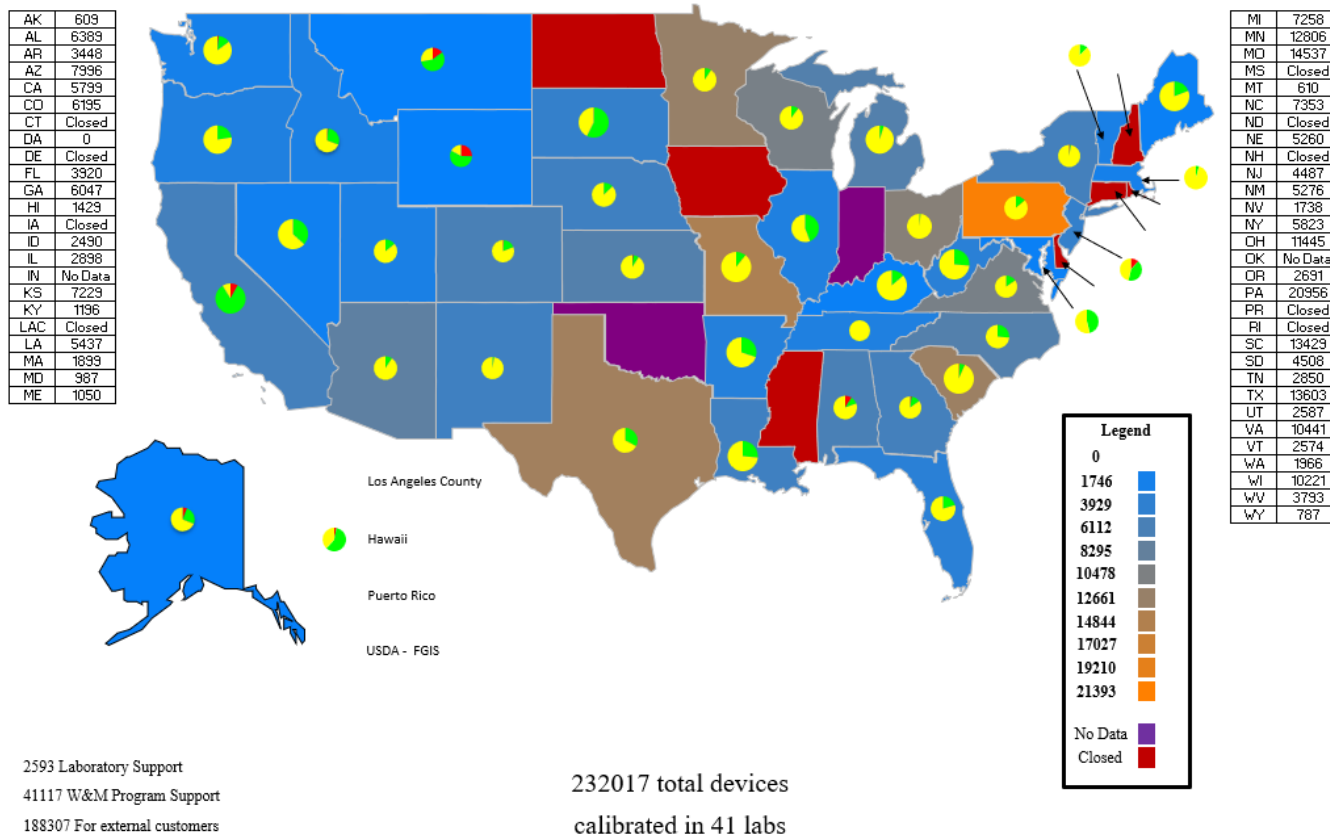 AK 609
AL 6389
AR 3448
AZ 7996
CA 5799
CO 6195
CT Closed
DA 0
DE Closed
FL 3920
GA 6047
HI 1429
IA Closed
ID 2490
IL 2898
IN No Data
KS 7229
KY 1196
LAC Closed
LA 5437
MA 1899
MD 987
ME 1050
MI 7258
MN 12806
MO 14537
MS Closed
MT 610
NC 7353
ND Closed
NE 5260
NH Closed
NJ 4487
NM 5276
NV 1738
NY 5823
OH 11445
OK No Data
OR 2691
PA 20956
PR Closed
RI Closed
SC 13429
SD 4508
TN 2850
TX 13603
UT 2587
VA 10441
VT 2574
WA 1966
WI 10221
WV 3793
WY 787
Los Angeles County
Hawaii
Puerto Rico
USDA - FGIS
Legend
0
1746
3929
6112
8295
10478
12661
14844
17027
19210
21393
No Data
Closed
2593 Laboratory Support
41117 W&M Program Support
188307 For external customers
232017 total devices
calibrated in 41 labs